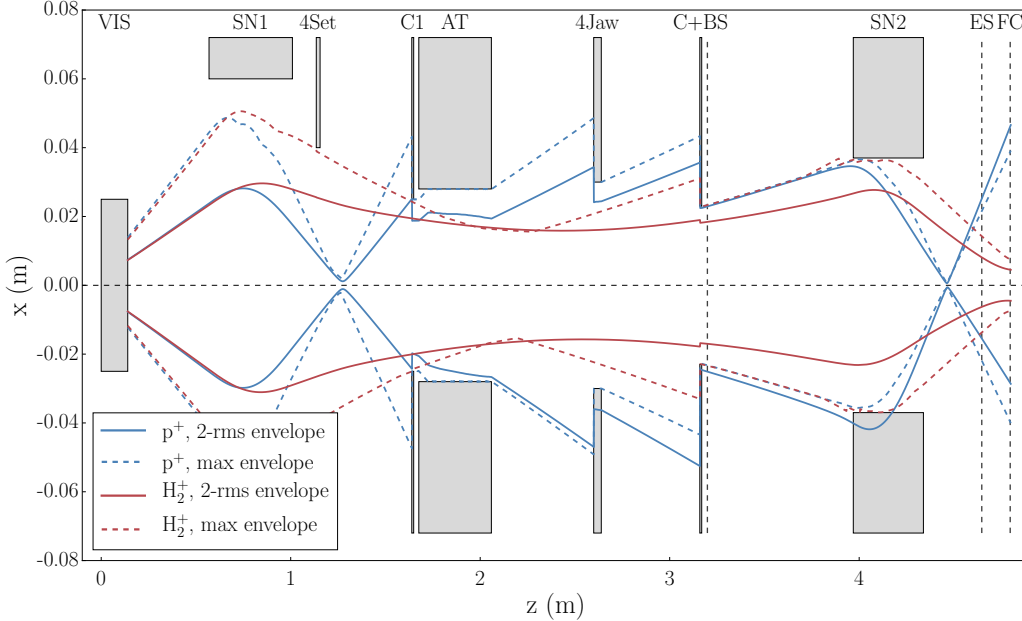 VIS SN1 4Set C1 AT 4Jaw C+BS SN2 ES FC
0.08
0.06
0.04
0.02
0.00
-0.02
-0.04
-0.06
-0.08
x (m)
p⁺, 2-rms envelope
p⁺, max envelope
H₂⁺, 2-rms envelope
H₂⁺, max envelope
0 1 2 3 4
z (m)